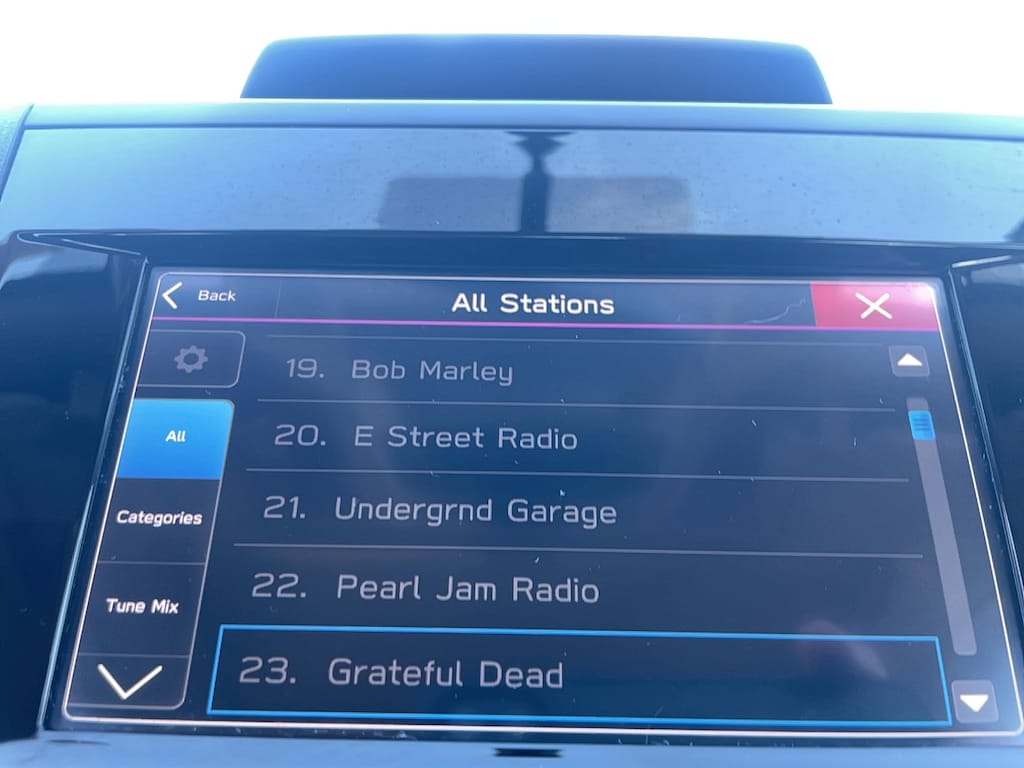 Back
All Stations
All
Categories
Tune Mix
19. Bob Marley
20. E Street Radio
21. Undergrnd Garage
22. Pearl Jam Radio
23. Grateful Dead